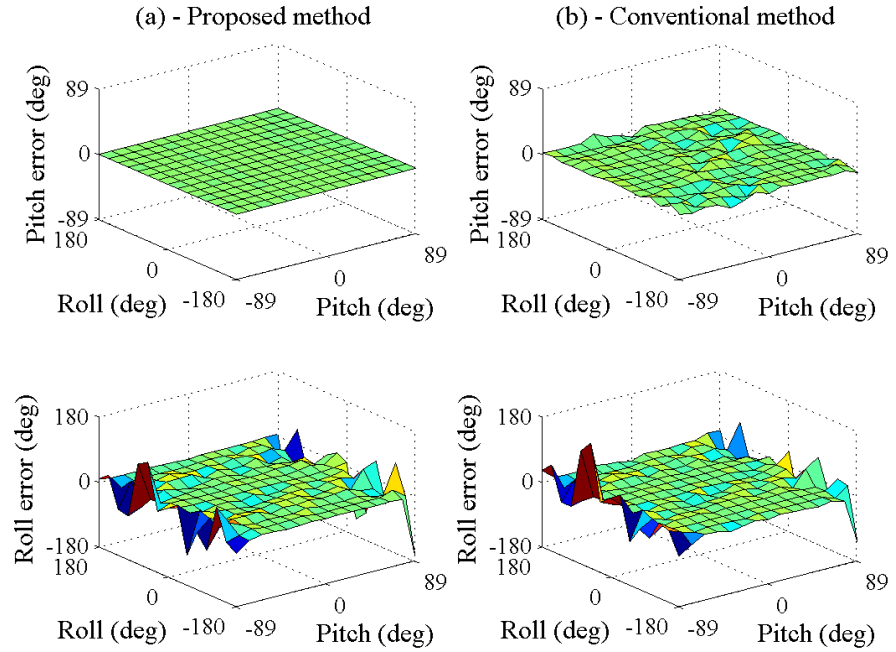 (a) - Proposed method
(b) - Conventional method
Pitch error (deg)
89
0
-89
180
0
-180
Roll (deg)
-89
0
89
Pitch (deg)
Pitch error (deg)
89
0
-89
180
0
-180
Roll (deg)
-89
0
89
Pitch (deg)
Roll error (deg)
180
0
-180
180
0
-180
Roll (deg)
-89
0
89
Pitch (deg)
Roll error (deg)
180
0
-180
180
0
-180
Roll (deg)
-89
0
89
Pitch (deg)